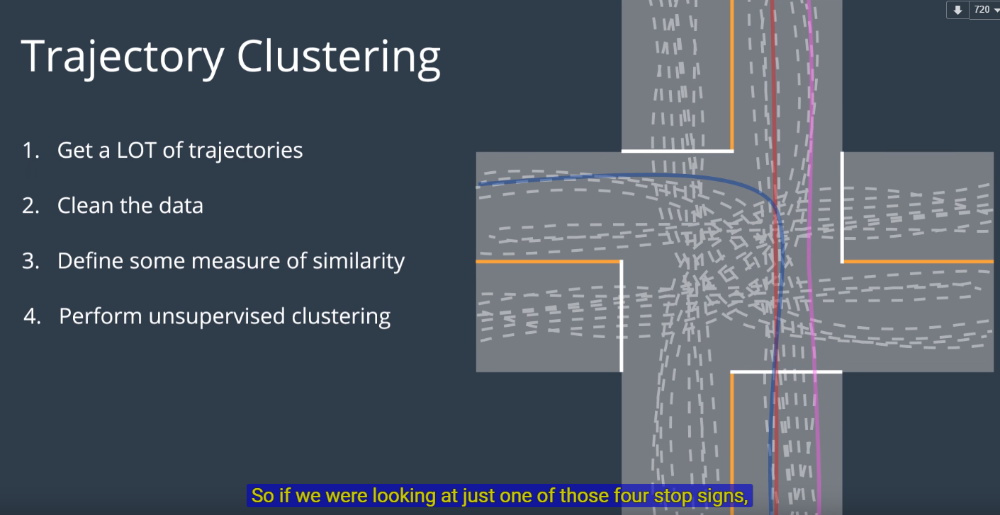 720
Trajectory Clustering
1. Get a LOT of trajectories
2. Clean the data
3. Define some measure of similarity
4. Perform unsupervised clustering
So if we were looking at just one of those four stop signs,